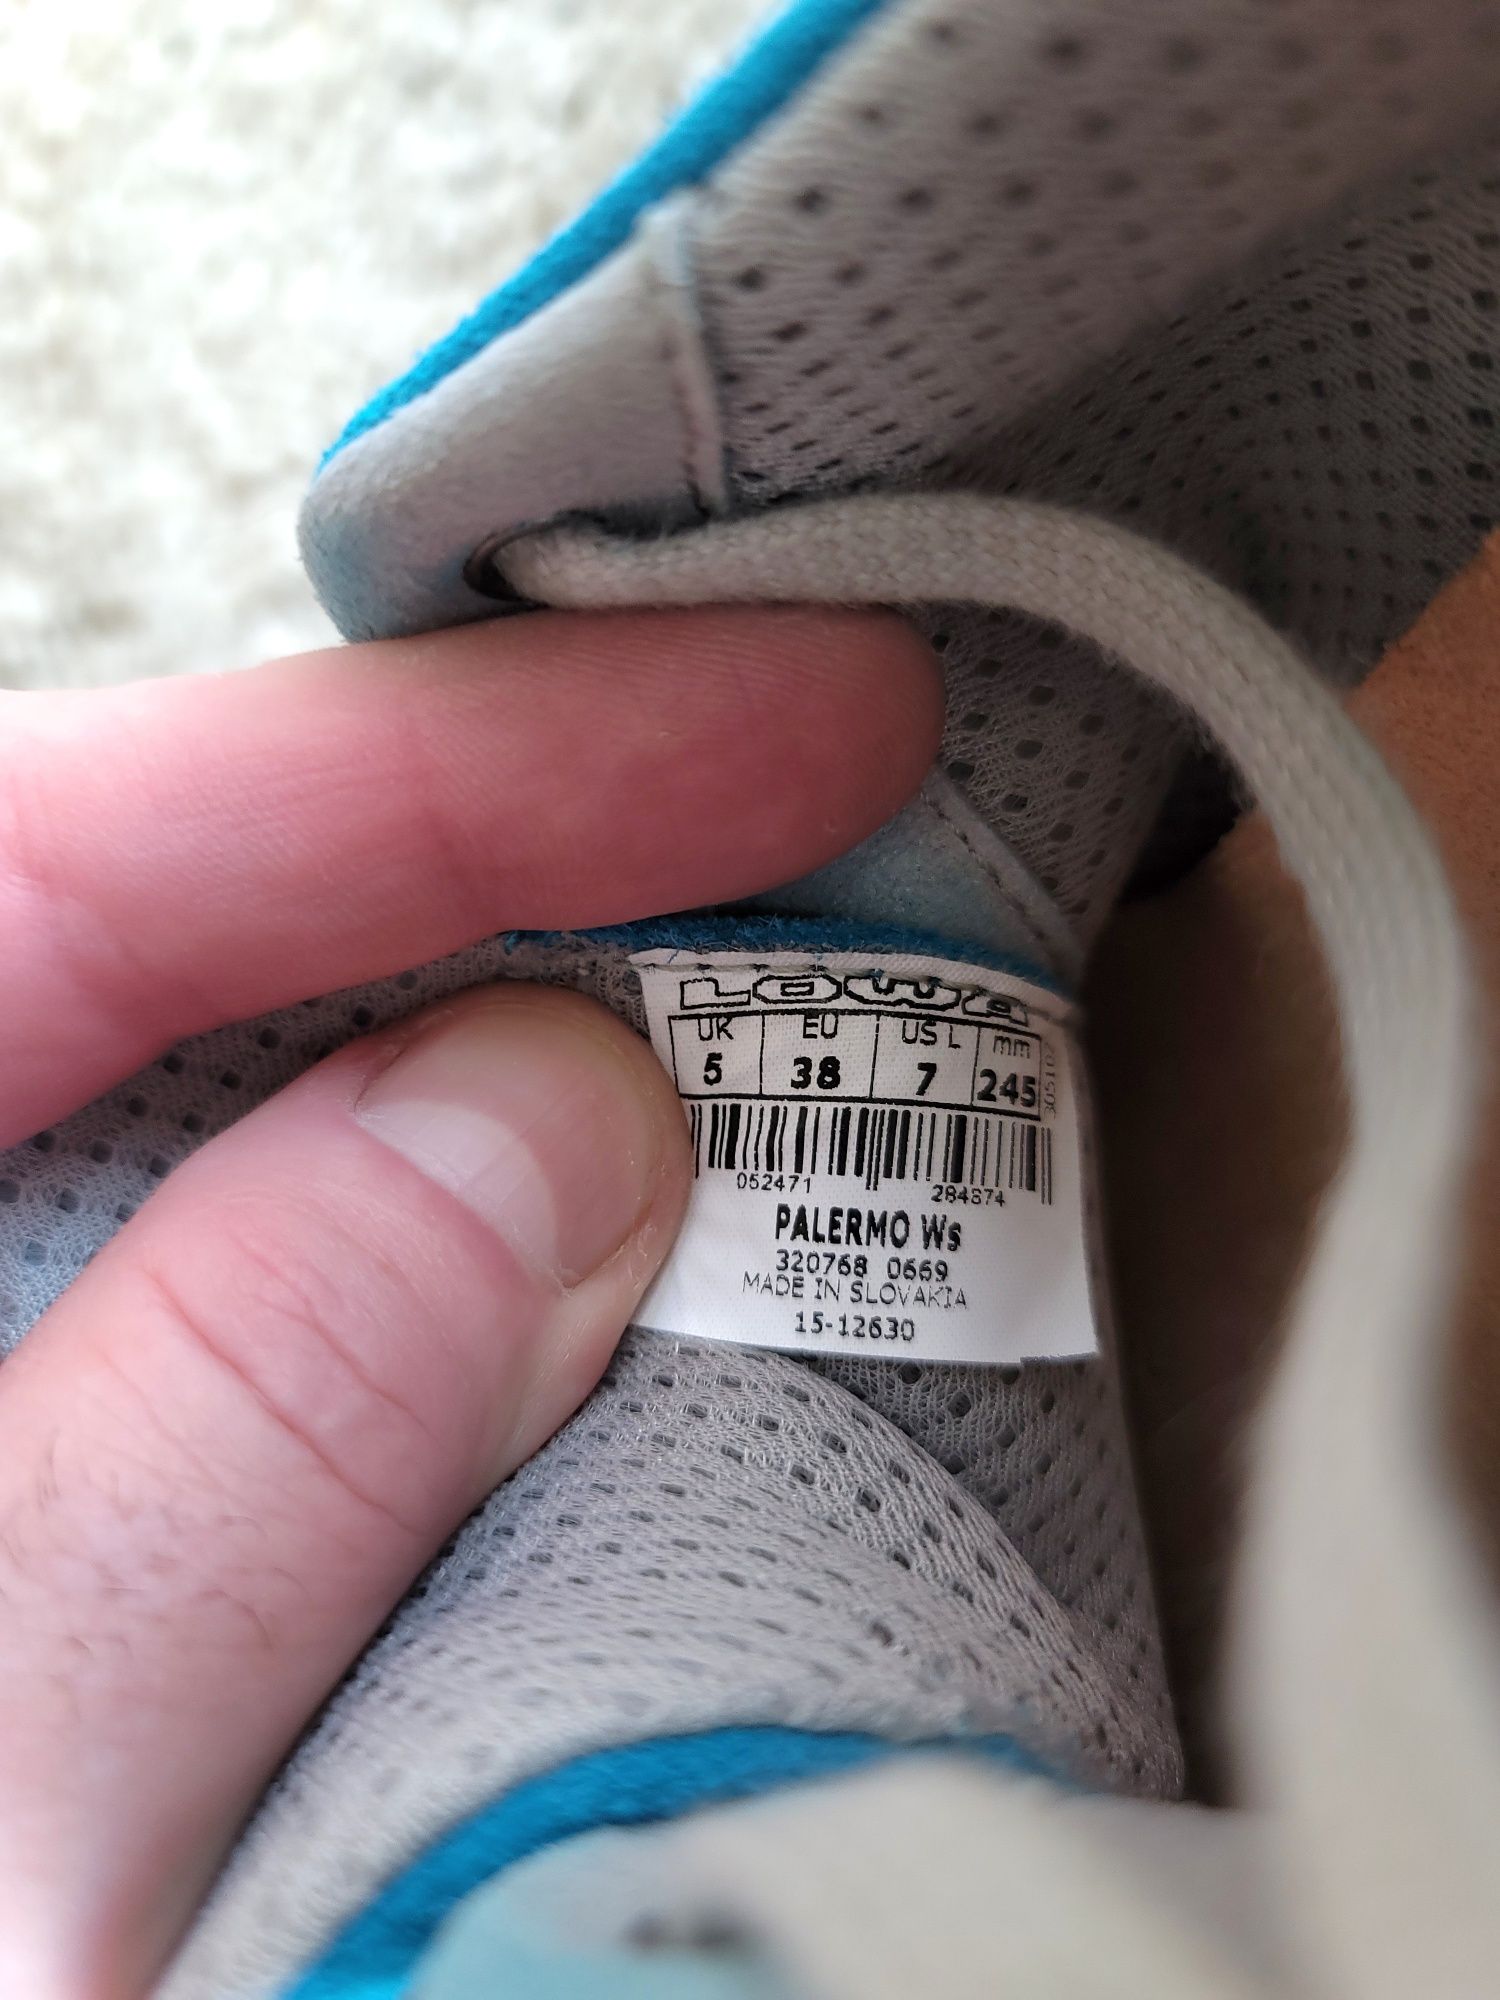 LOWA
UK EU US L mm
5 38 7 245
052471 284874
PALERMO Ws
320768 0669
MADE IN SLOVAKIA
15-12630